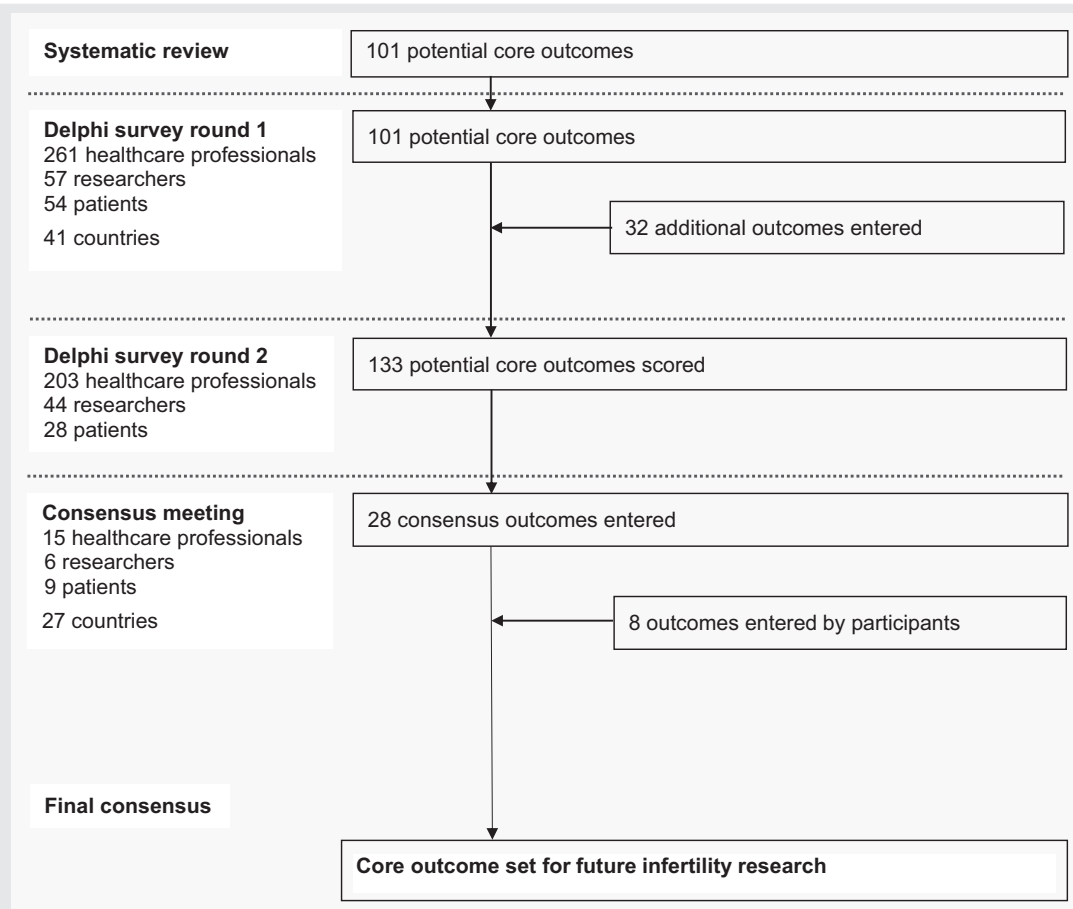 Systematic review
101 potential core outcomes
Delphi survey round 1
261 healthcare professionals
57 researchers
54 patients
41 countries
101 potential core outcomes
32 additional outcomes entered
Delphi survey round 2
203 healthcare professionals
44 researchers
28 patients
133 potential core outcomes scored
Consensus meeting
15 healthcare professionals
6 researchers
9 patients
27 countries
28 consensus outcomes entered
8 outcomes entered by participants
Final consensus
Core outcome set for future infertility research